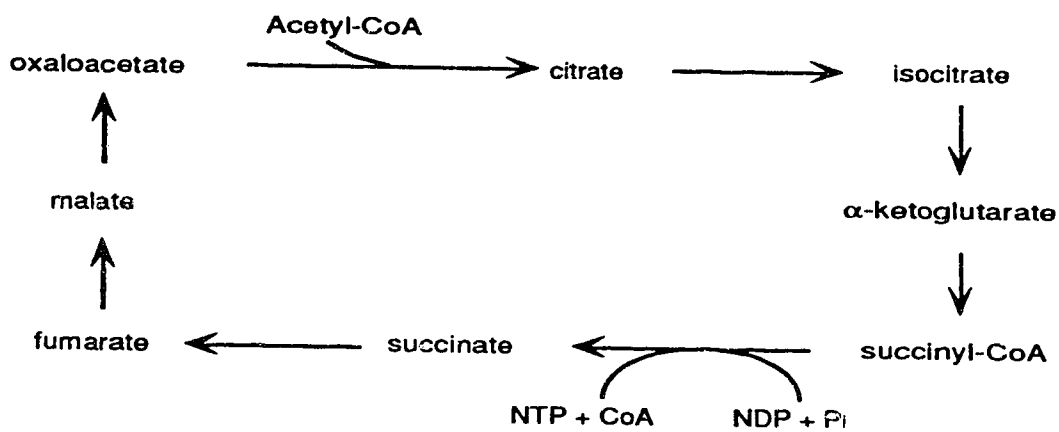 Acetyl-CoA
oxaloacetate
citrate
isocitrate
malate
α-ketoglutarate
fumarate
succinate
succinyl-CoA
NTP + CoA
NDP + Pi